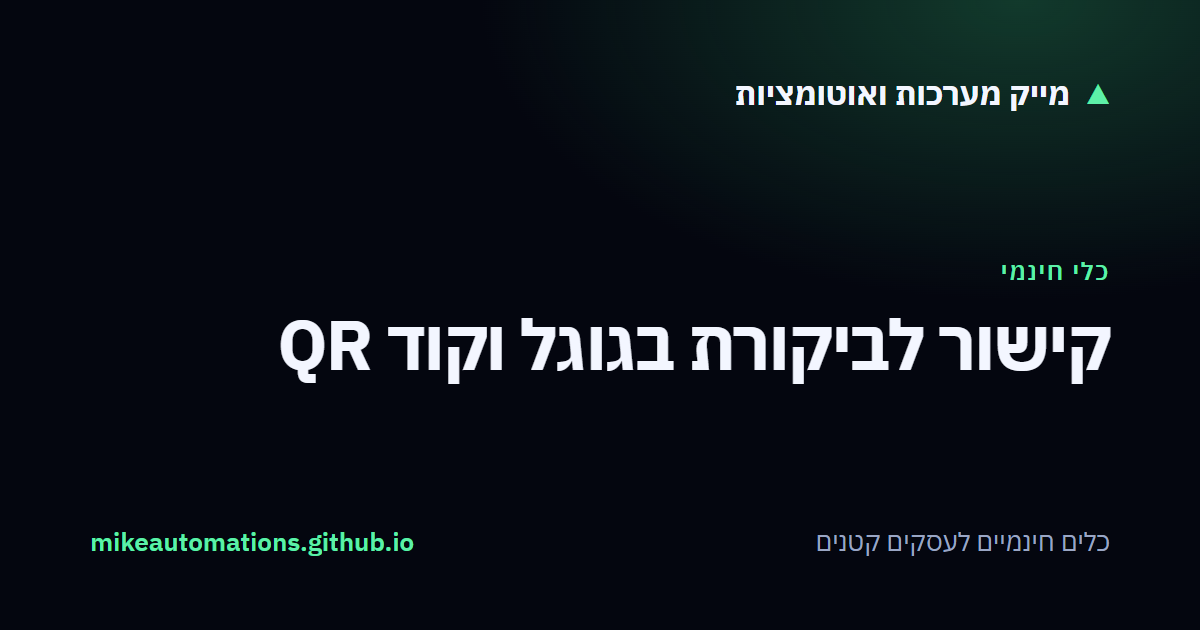 מייק מערכות ואוטומציות
כלי חינמי
קישור לביקורת בגוגל וקוד QR
כלים חינמיים לעסקים קטנים
mikeautomations.github.io